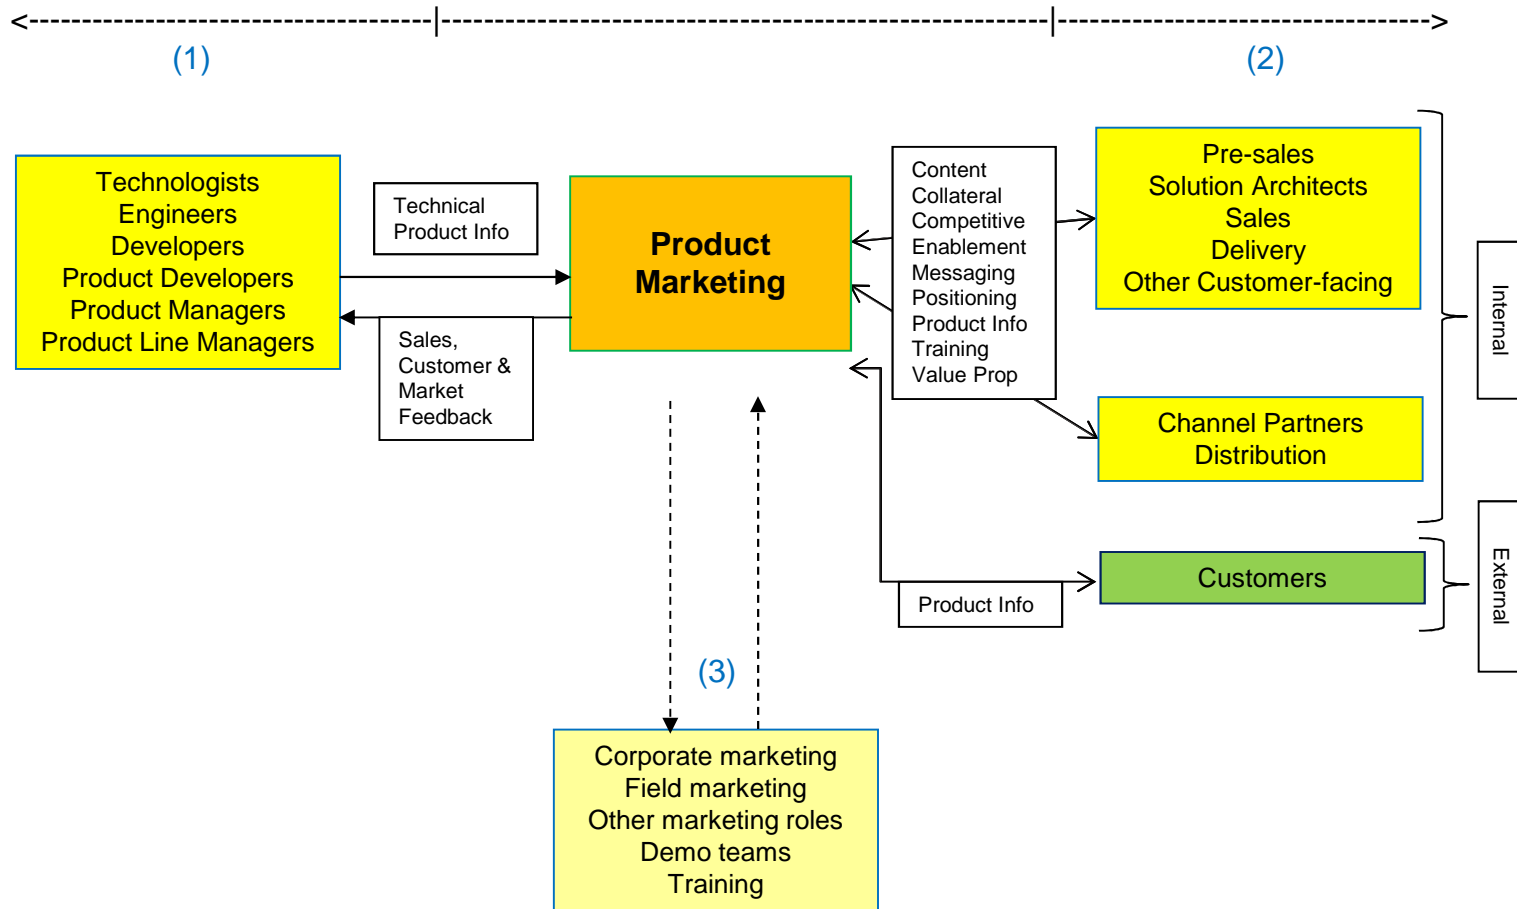 (1)
(2)
Technologists
Engineers
Developers
Product Developers
Product Managers
Product Line Managers
Technical
Product Info
Sales,
Customer &
Market
Feedback
Product
Marketing
Content
Collateral
Competitive
Enablement
Messaging
Positioning
Product Info
Training
Value Prop
Pre-sales
Solution Architects
Sales
Delivery
Other Customer-facing
Channel Partners
Distribution
Internal
Product Info
Customers
External
(3)
Corporate marketing
Field marketing
Other marketing roles
Demo teams
Training